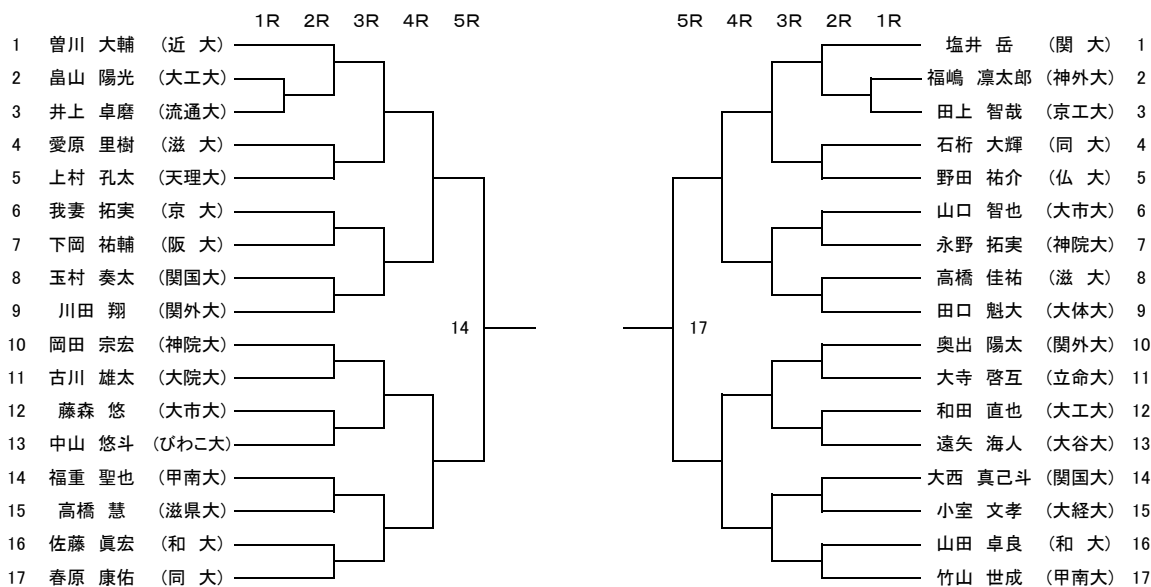 1R 2R 3R 4R 5R
1 曽川 大輔 (近 大)
2 畠山 陽光 (大工大)
3 井上 卓磨 (流通大)
4 愛原 里樹 (滋 大)
5 上村 孔太 (天理大)
6 我妻 拓実 (京 大)
7 下岡 祐輔 (阪 大)
8 玉村 奏太 (関国大)
9 川田 翔 (関外大)
14
10 岡田 宗宏 (神院大)
11 古川 雄太 (大院大)
12 藤森 悠 (大市大)
13 中山 悠斗 (びわこ大)
14 福重 聖也 (甲南大)
15 高橋 慧 (滋県大)
16 佐藤 眞宏 (和 大)
17 春原 康佑 (同 大)
5R 4R 3R 2R 1R
塩井 岳 (関 大) 1
福嶋 凛太郎 (神外大) 2
田上 智哉 (京工大) 3
石桁 大輝 (同 大) 4
野田 祐介 (仏 大) 5
山口 智也 (大市大) 6
永野 拓実 (神院大) 7
高橋 佳祐 (滋 大) 8
田口 魁大 (大体大) 9
17
奥出 陽太 (関外大) 10
大寺 啓互 (立命大) 11
和田 直也 (大工大) 12
遠矢 海人 (大谷大) 13
大西 真己斗 (関国大) 14
小室 文孝 (大経大) 15
山田 卓良 (和 大) 16
竹山 世成 (甲南大) 17